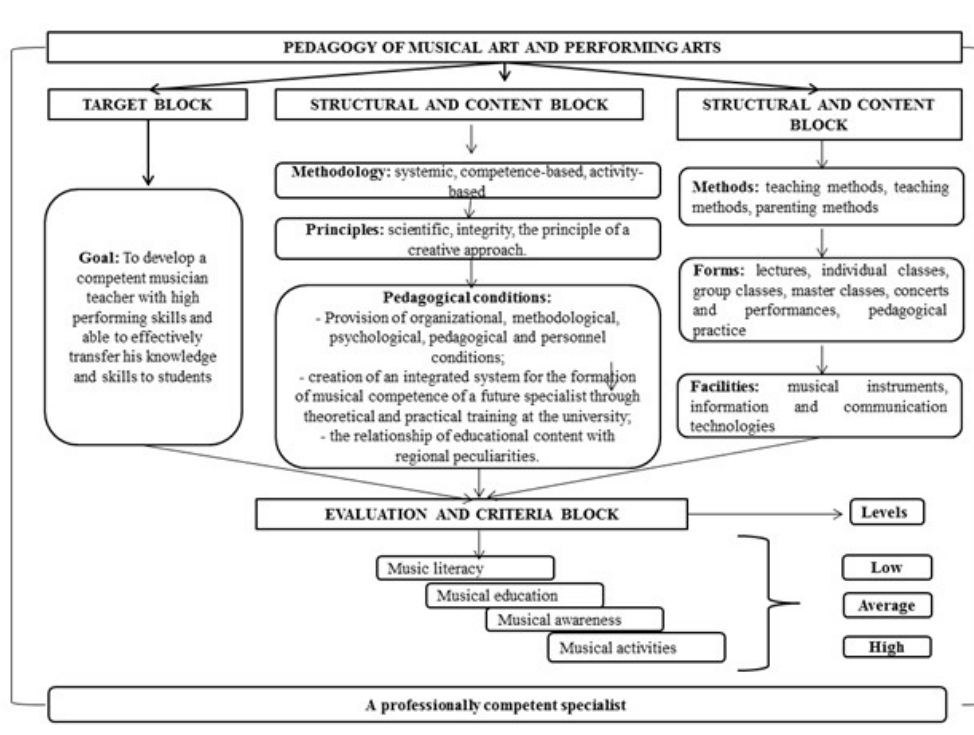 PEDAGOGY OF MUSICAL ART AND PERFORMING ARTS
TARGET BLOCK
Goal: To develop a
competent musician
teacher with high
performing skills and
able to effectively
transfer his knowledge
and skills to students
STRUCTURAL AND CONTENT BLOCK
Methodology: systemic, competence-based, activity-
based
Principles: scientific, integrity, the principle of a
creative approach.
Pedagogical conditions:
- Provision of organizational, methodological,
psychological, pedagogical and personnel
conditions;
- creation of an integrated system for the formation
of musical competence of a future specialist through
theoretical and practical training at the university;
- the relationship of educational content with
regional peculiarities.
STRUCTURAL AND CONTENT
BLOCK
Methods: teaching methods, teaching
methods, parenting methods
Forms: lectures, individual classes,
group classes, master classes, concerts
and performances, pedagogical
practice
Facilities: musical instruments,
information and communication
technologies
EVALUATION AND CRITERIA BLOCK
Levels
Music literacy
Musical education
Musical awareness
Musical activities
Low
Average
High
A professionally competent specialist